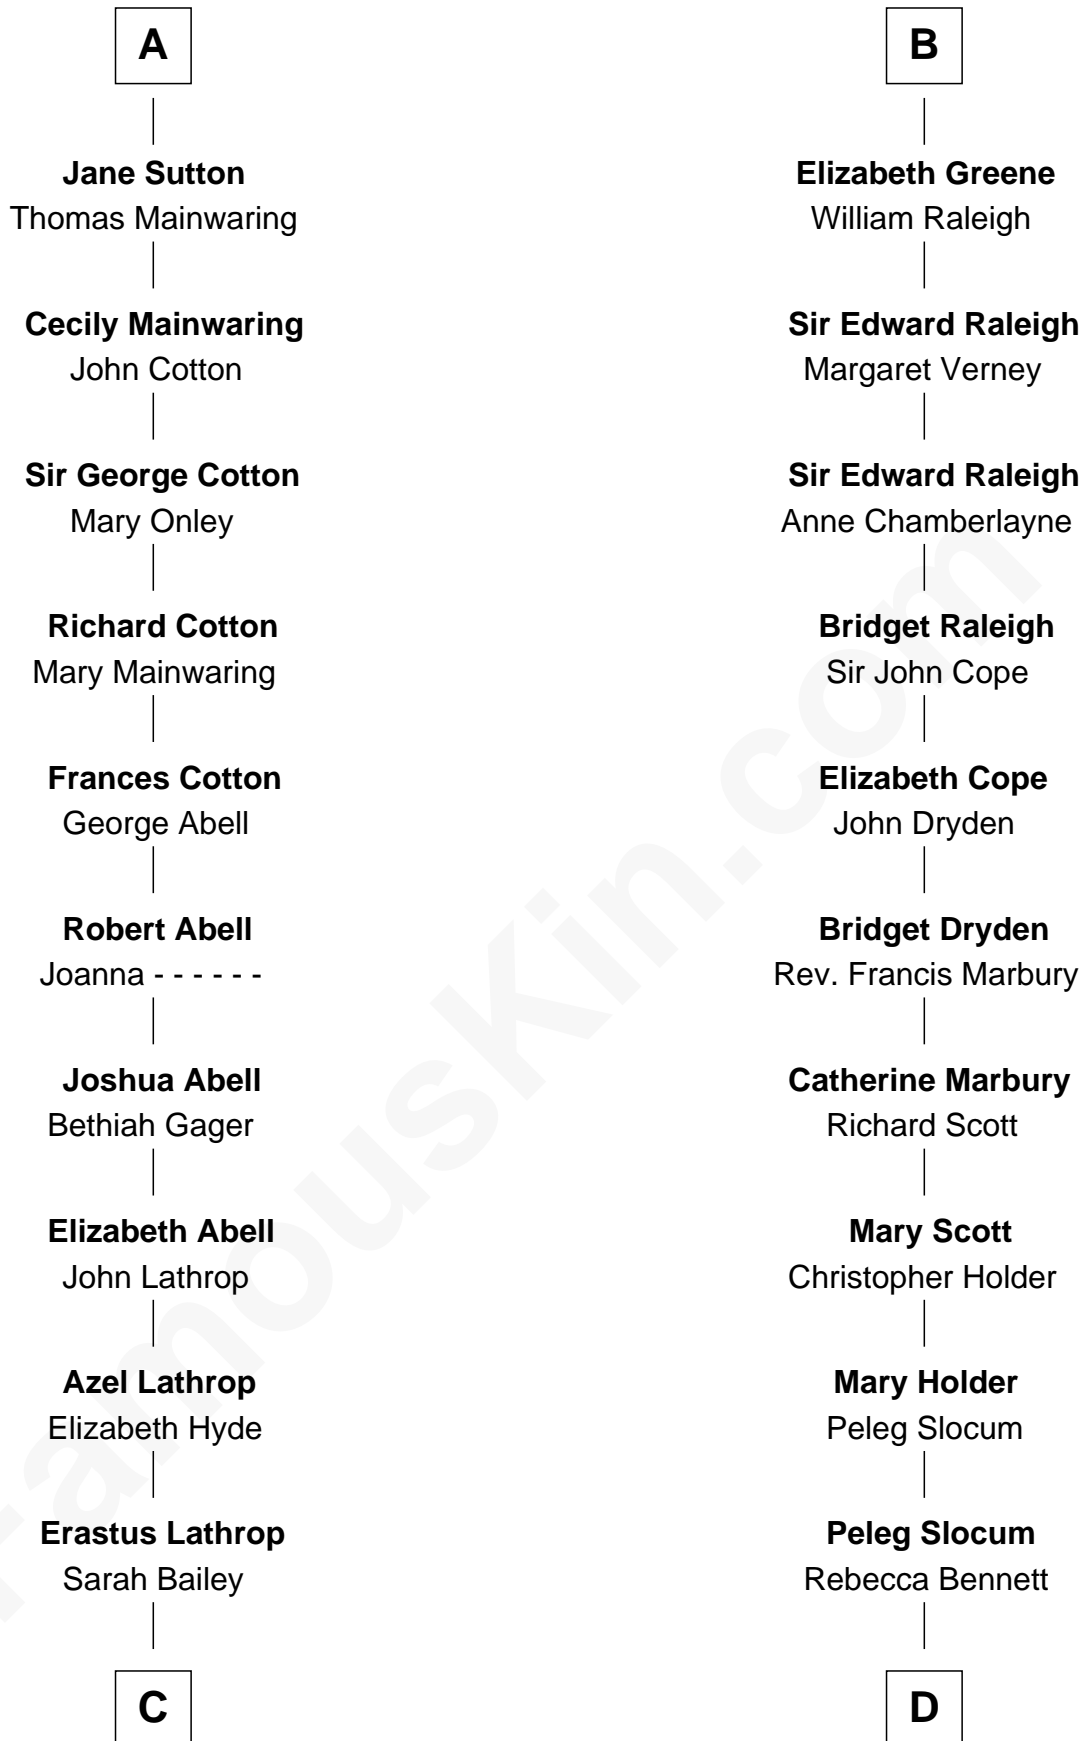 A
Jane Sutton
Thomas Mainwaring
Cecily Mainwaring
John Cotton
Sir George Cotton
Mary Onley
Richard Cotton
Mary Mainwaring
Frances Cotton
George Abell
Robert Abell
Joanna - - - - - -
Joshua Abell
Bethiah Gager
Elizabeth Abell
John Lathrop
Azel Lathrop
Elizabeth Hyde
Erastus Lathrop
Sarah Bailey
C
B
Elizabeth Greene
William Raleigh
Sir Edward Raleigh
Margaret Verney
Sir Edward Raleigh
Anne Chamberlayne
Bridget Raleigh
Sir John Cope
Elizabeth Cope
John Dryden
Bridget Dryden
Rev. Francis Marbury
Catherine Marbury
Richard Scott
Mary Scott
Christopher Holder
Mary Holder
Peleg Slocum
Peleg Slocum
Rebecca Bennett
D
FamousKin.com